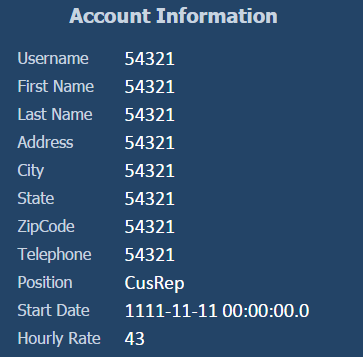 Account Information
Username 54321
First Name 54321
Last Name 54321
Address 54321
City 54321
State 54321
ZipCode 54321
Telephone 54321
Position CusRep
Start Date 1111-11-11 00:00:00.0
Hourly Rate 43